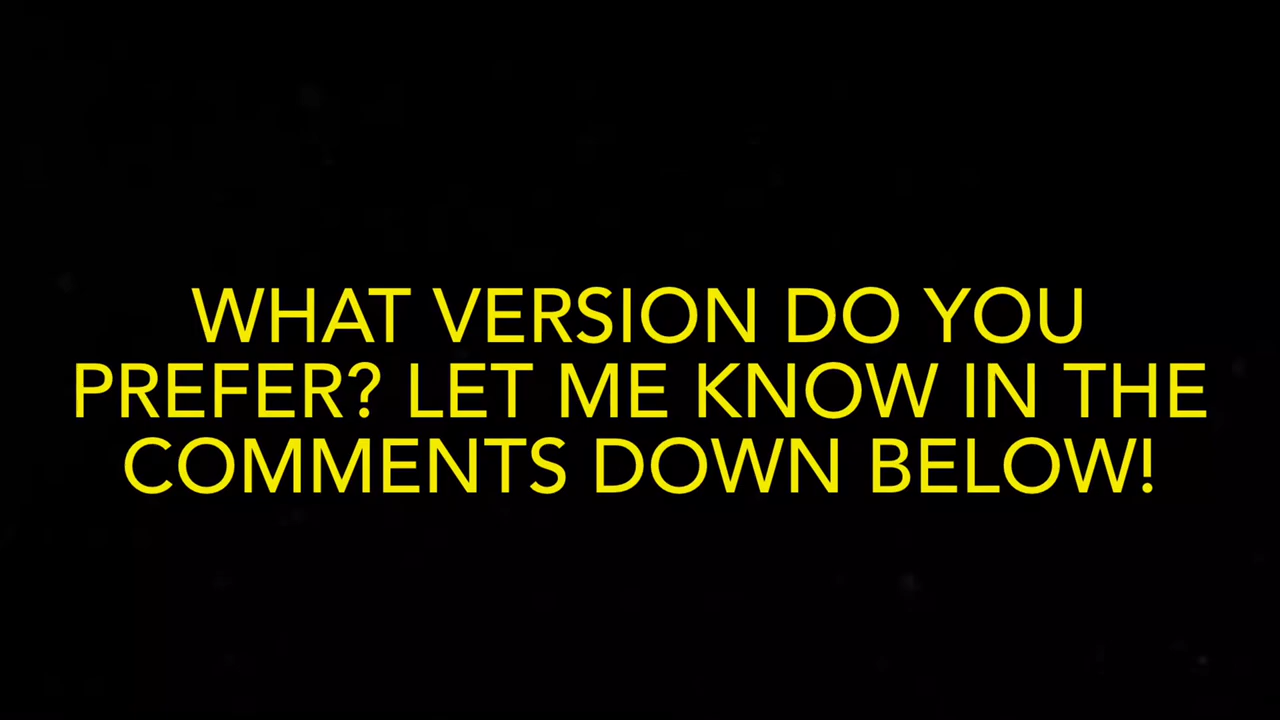 WHAT VERSION DO YOU
PREFER? LET ME KNOW IN THE
COMMENTS DOWN BELOW!